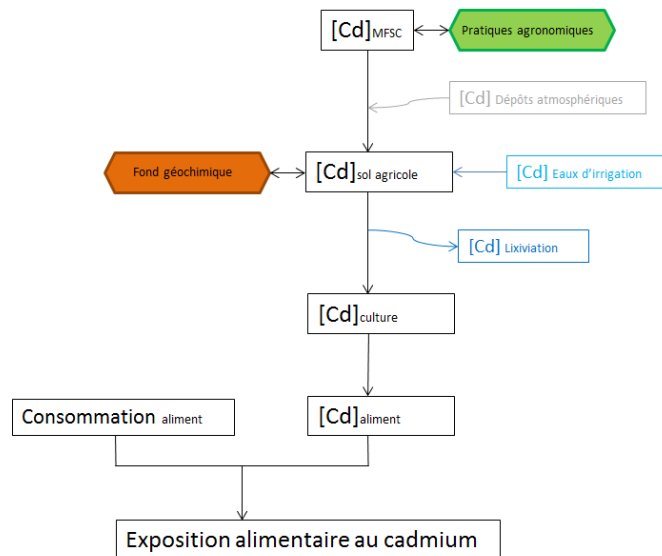 [Cd] MFSC
Pratiques agronomiques
[Cd] Dépôts atmosphériques
Fond géochimique
[Cd] sol agricole
[Cd] Eaux d'irrigation
[Cd] Lixiviation
[Cd] culture
Consommation aliment
[Cd] aliment
Exposition alimentaire au cadmium